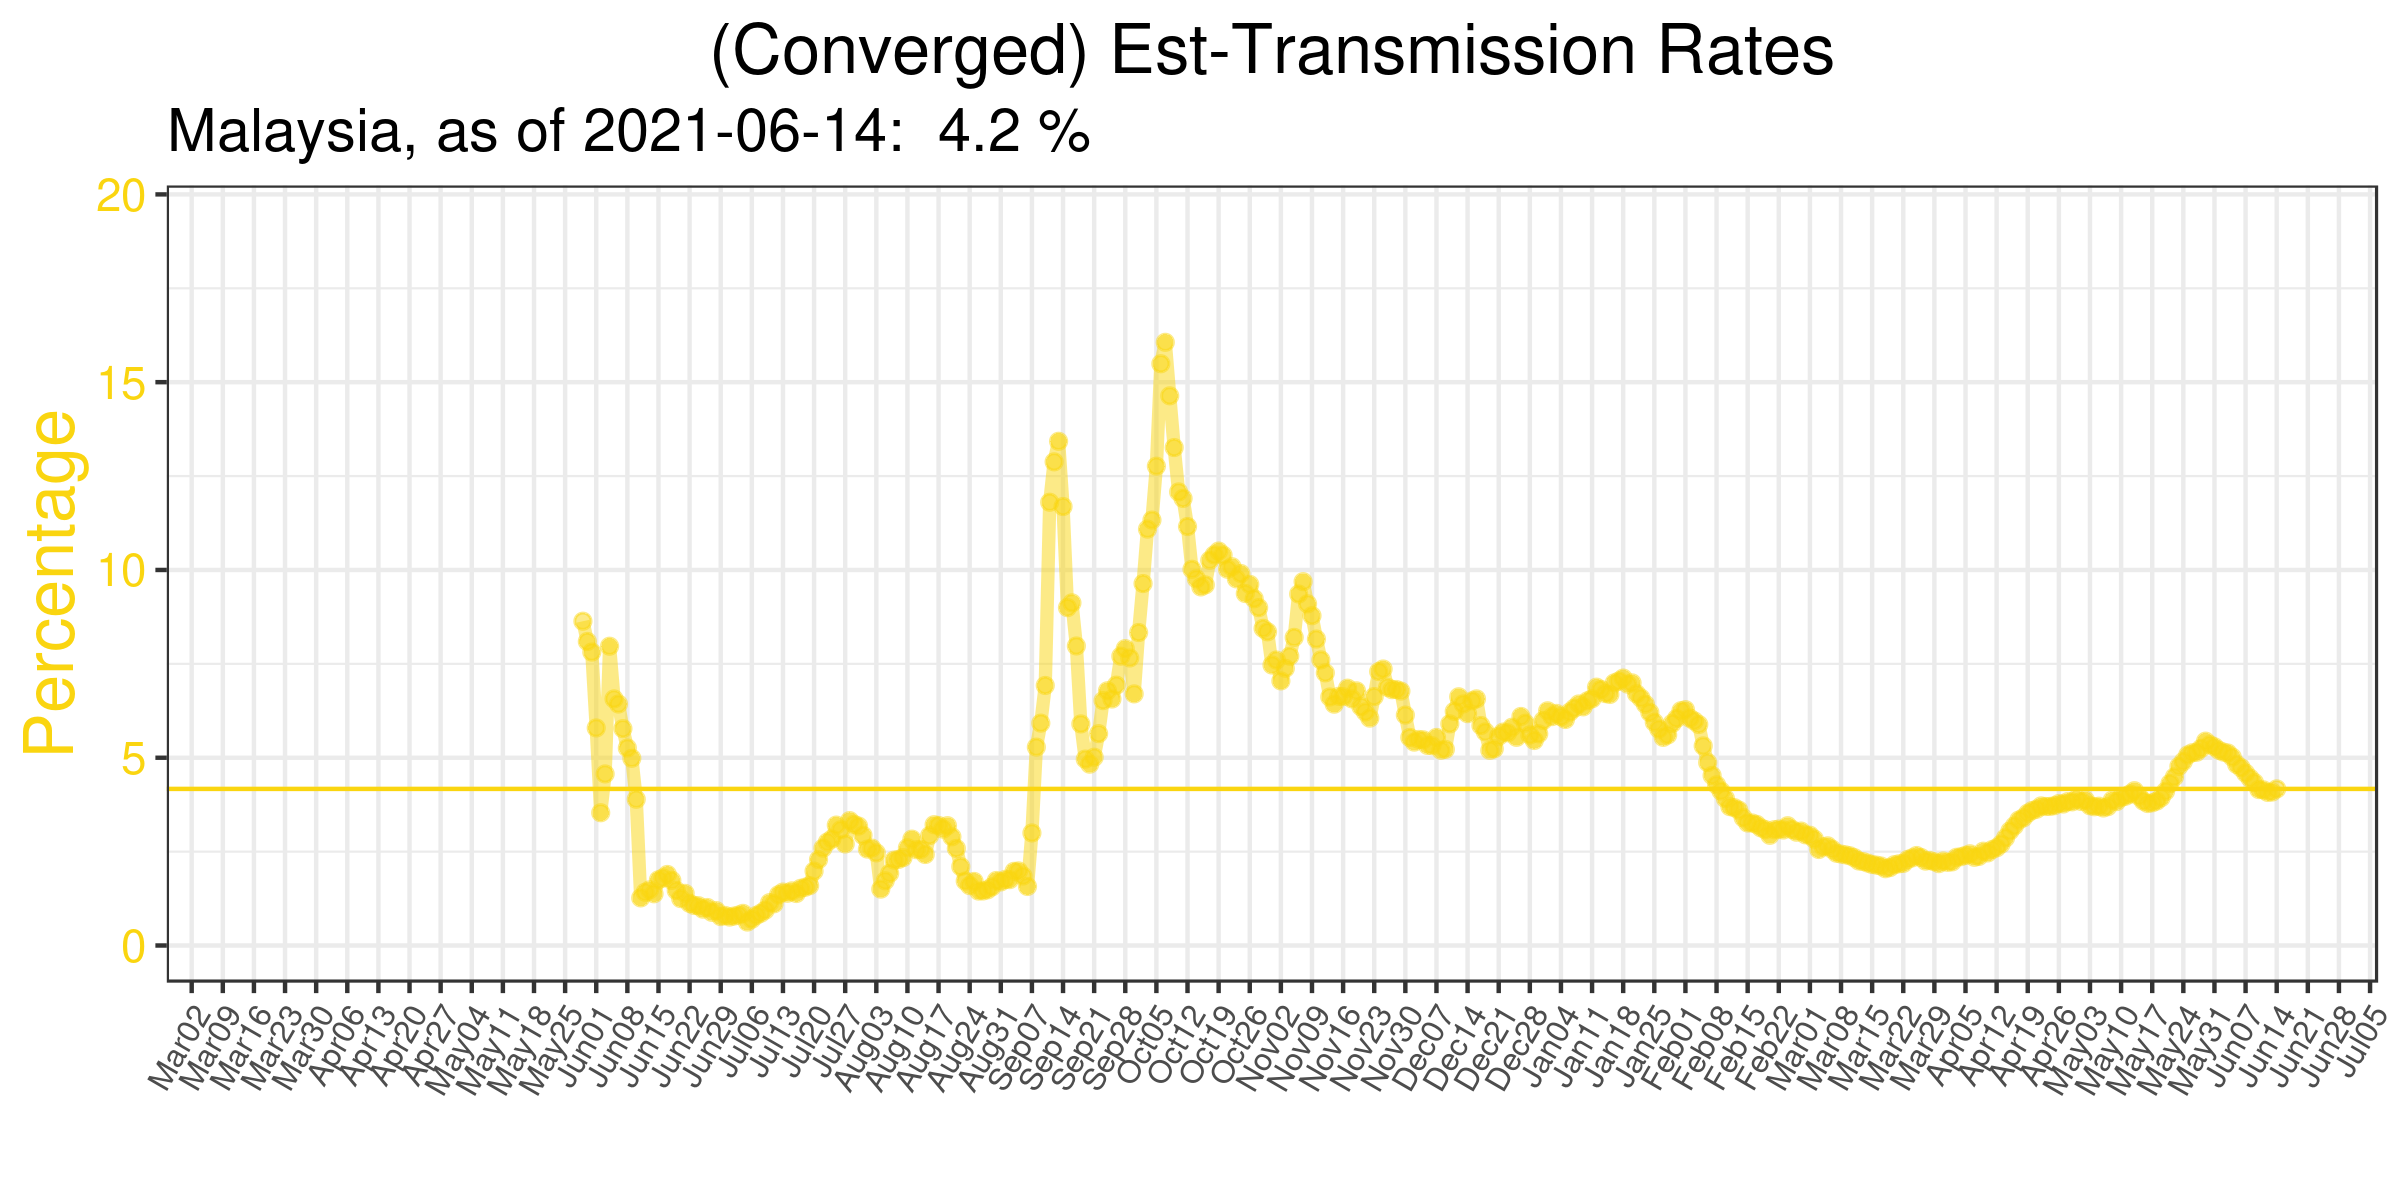 (Converged) Est-Transmission Rates
Malaysia, as of 2021-06-14:  4.2 %
Percentage
20
15
10
5
0
Mar02
Mar09
Mar16
Mar23
Mar30
Apr06
Apr13
Apr20
Apr27
May04
May11
May18
May25
Jun01
Jun08
Jun15
Jun22
Jun29
Jul06
Jul13
Jul20
Jul27
Aug03
Aug10
Aug17
Aug24
Aug31
Sep07
Sep14
Sep21
Sep28
Oct05
Oct12
Oct19
Oct26
Nov02
Nov09
Nov16
Nov23
Nov30
Dec07
Dec14
Dec21
Dec28
Jan04
Jan11
Jan18
Jan25
Feb01
Feb08
Feb15
Feb22
Mar01
Mar08
Mar15
Mar22
Mar29
Apr05
Apr12
Apr19
Apr26
May03
May10
May17
May24
May31
Jun07
Jun14
Jun21
Jun28
Jul05